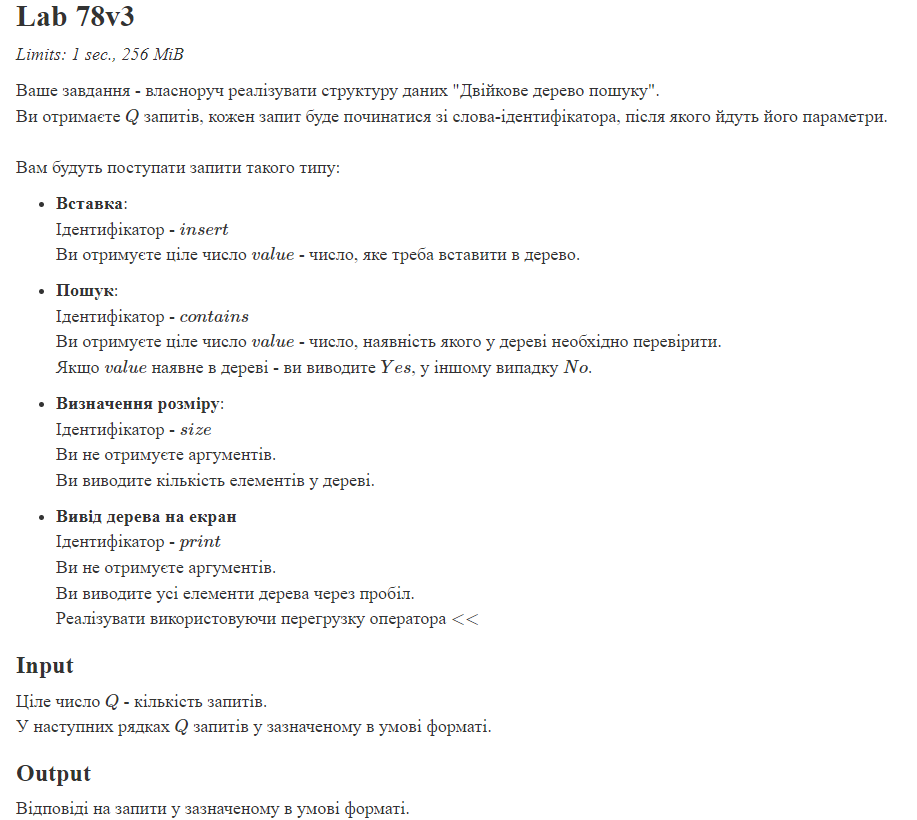 Lab 78v3
Limits: 1 sec., 256 MiB
Ваше завдання - власноруч реалізувати структуру даних "Двійкове дерево пошуку".
Ви отримаєте Q запитів, кожен запит буде починатися зі слова-ідентифікатора, після якого йдуть його параметри.
Вам будуть поступати запити такого типу:
• Вставка:
Ідентифікатор - insert
Ви отримуєте ціле число value - число, яке треба вставити в дерево.
• Пошук:
Ідентифікатор - contains
Ви отримуєте ціле число value - число, наявність якого у дереві необхідно перевірити.
Якщо value наявне в дереві - ви виводите Yes, у іншому випадку No.
• Визначення розміру:
Ідентифікатор - size
Ви не отримуєте аргументів.
Ви виводите кількість елементів у дереві.
• Вивід дерева на екран
Ідентифікатор - print
Ви не отримуєте аргументів.
Ви виводите усі елементи дерева через пробіл.
Реалізувати використовуючи перегрузку оператора <<
Input
Ціле число Q - кількість запитів.
У наступних рядках Q запитів у зазначеному в умові форматі.
Output
Відповіді на запити у зазначеному в умові форматі.